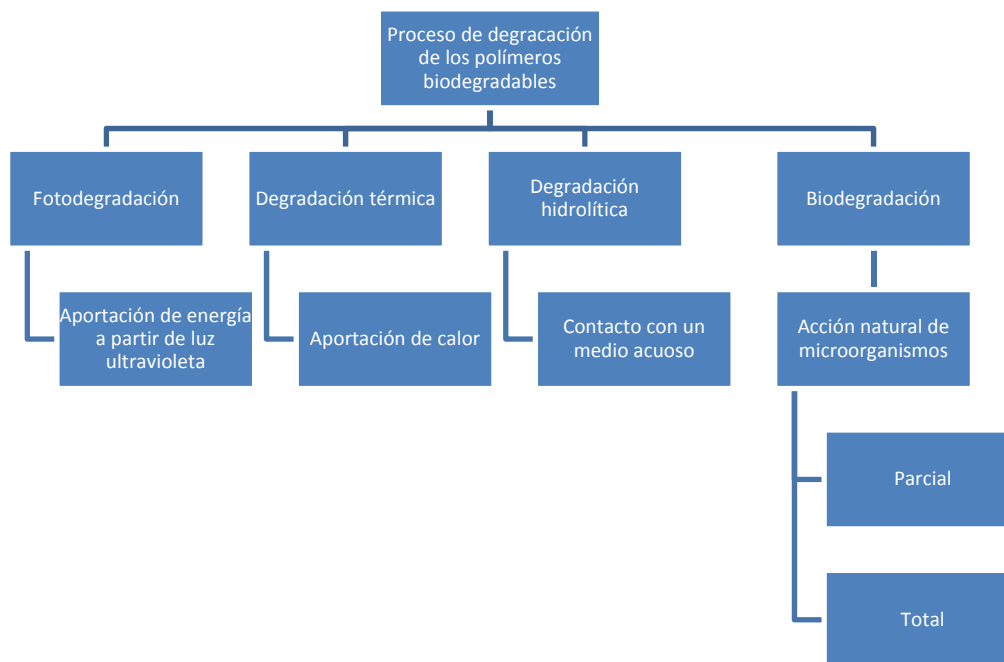 Proceso de degracación
de los polímeros
biodegradables
Fotodegradación
Degradación térmica
Degradación
hidrolítica
Biodegradación
Aportación de energía
a partir de luz
ultravioleta
Aportación de calor
Contacto con un
medio acuoso
Acción natural de
microorganismos
Parcial
Total